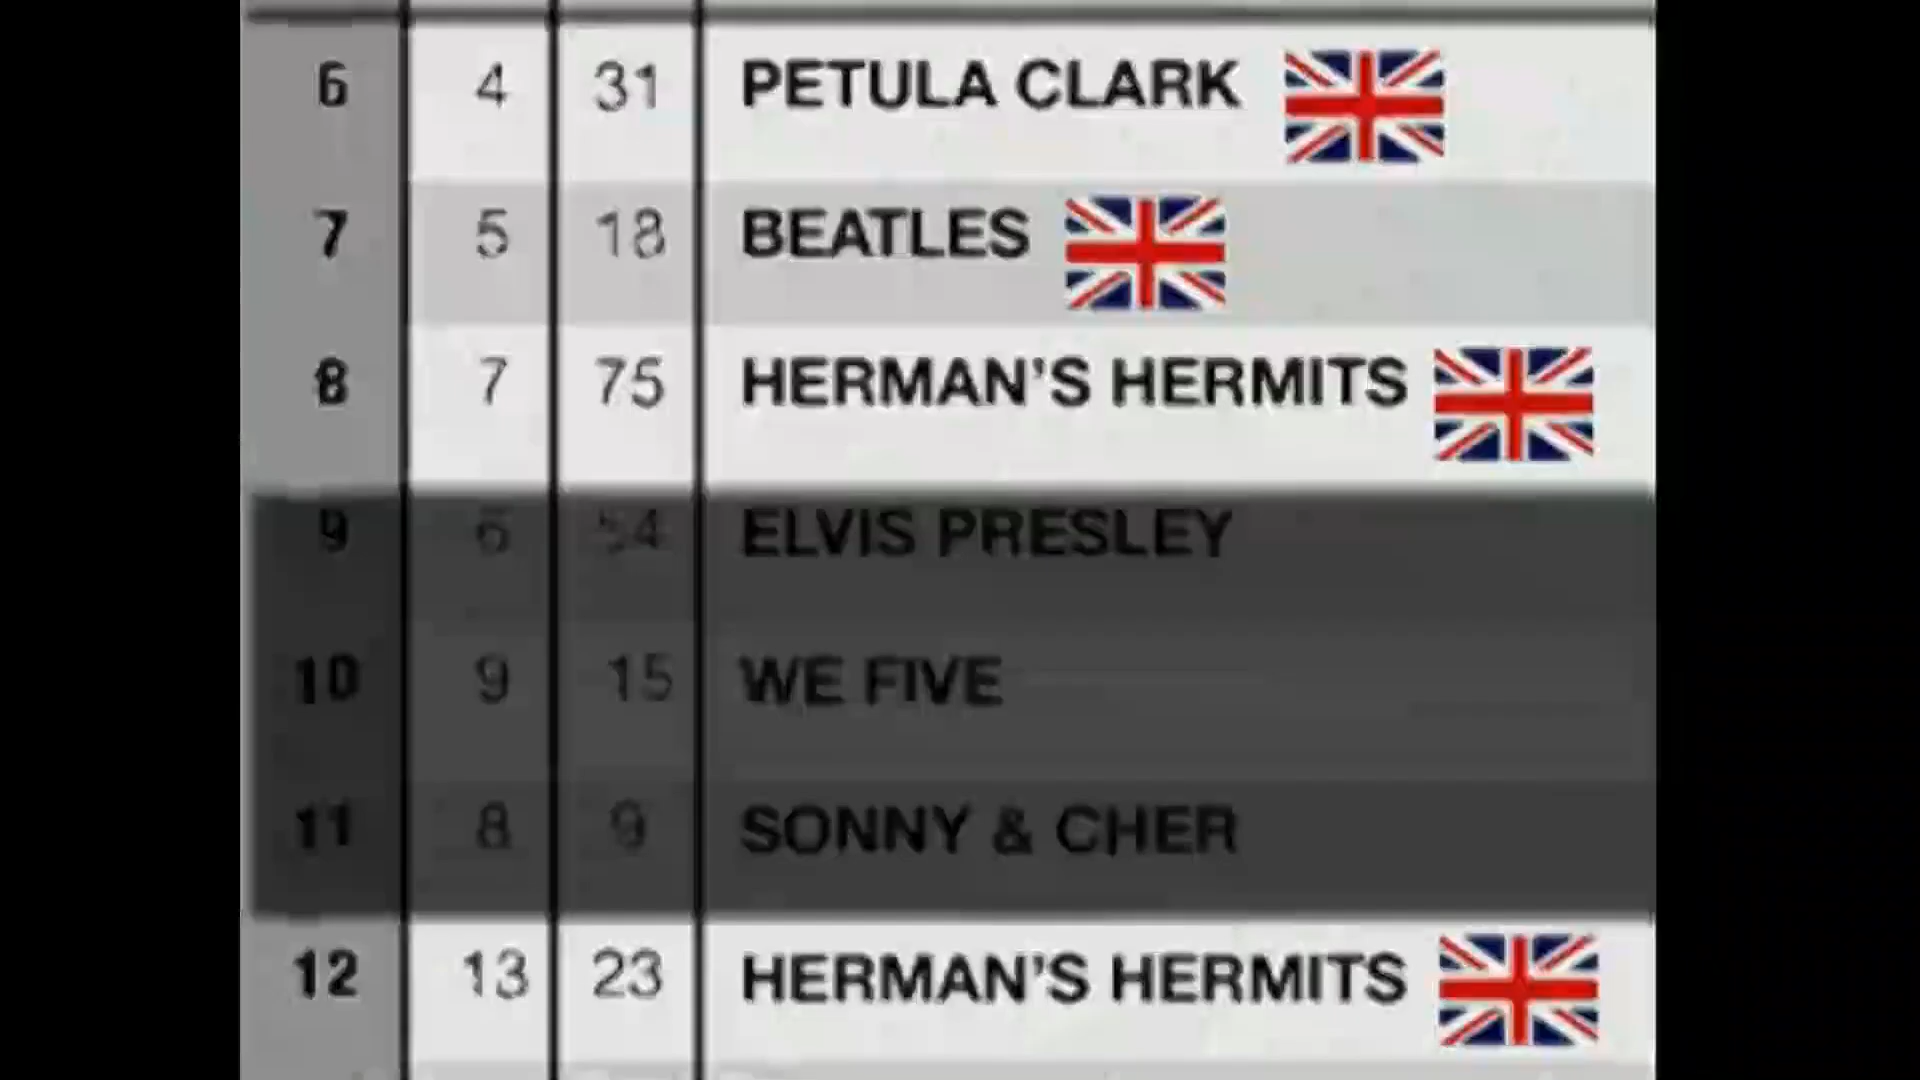 6 4 31 PETULA CLARK
7 5 18 BEATLES
8 7 75 HERMAN'S HERMITS
9 6 54 ELVIS PRESLEY
10 9 15 WE FIVE
11 8 9 SONNY & CHER
12 13 23 HERMAN'S HERMITS